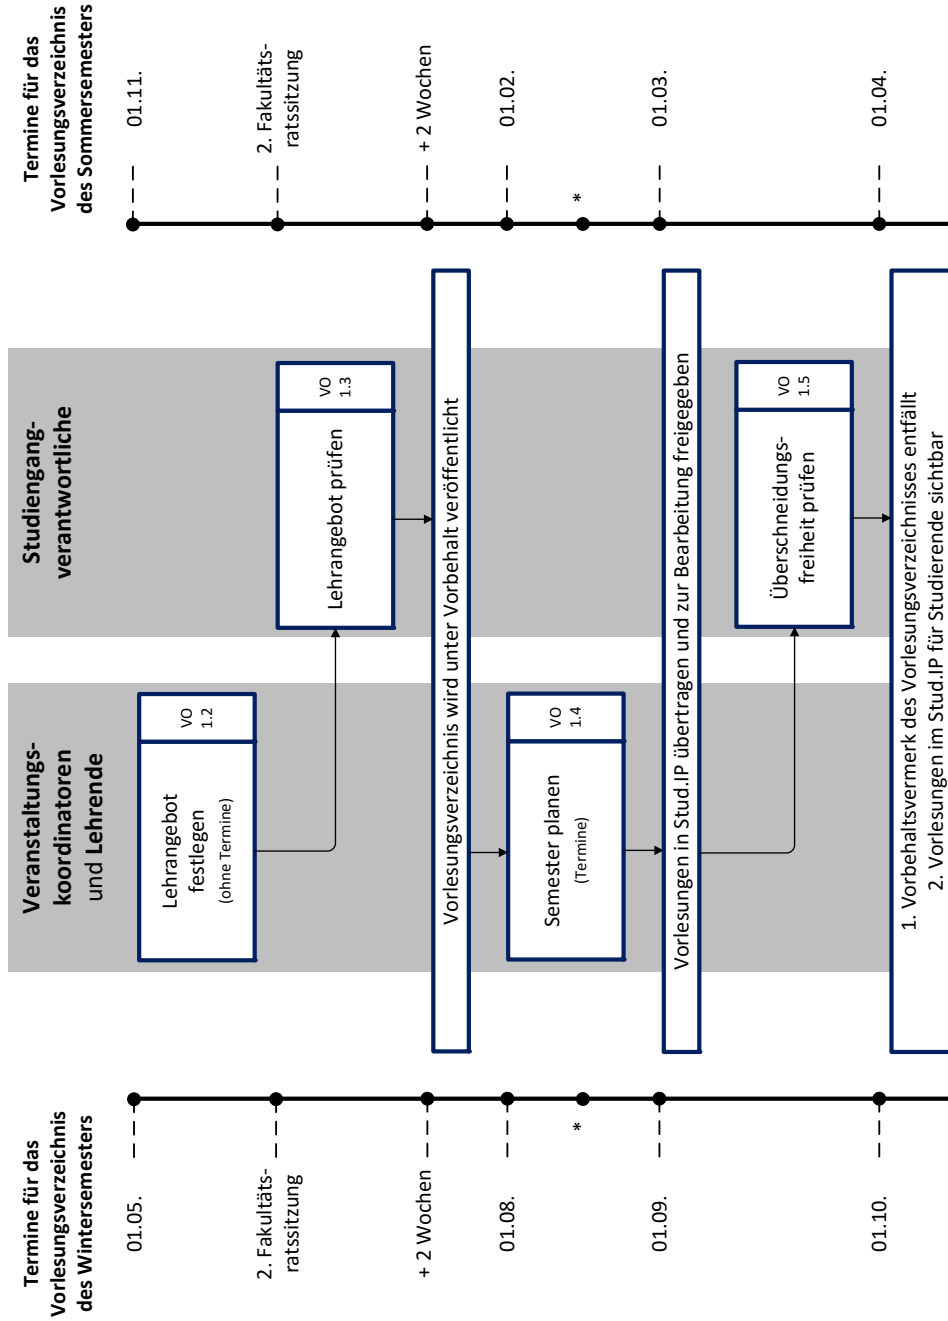 Termine für das
Vorlesungsverzeichnis
des Wintersemesters
Veranstaltungs-
koordinatoren
und Lehrende
Studiengang-
verantwortliche
Termine für das
Vorlesungsverzeichnis
des Sommersemesters
01.05.
Lehrangebot
festlegen
(ohne Termine)
VO
1.2
01.11.
2. Fakultäts-
ratssitzung
Lehrangebot prüfen
VO
1.3
2. Fakultäts-
ratssitzung
+ 2 Wochen
Vorlesungsverzeichnis wird unter Vorbehalt veröffentlicht
+ 2 Wochen
01.08.
Semester planen
(Termine)
VO
1.4
01.02.
*
*
01.09.
Vorlesungen in Stud.IP übertragen und zur Bearbeitung freigegeben
01.03.
Überschneidungs-
freiheit prüfen
VO
1.5
01.10.
1. Vorbehaltsvermerk des Vorlesungsverzeichnisses entfällt
2. Vorlesungen im Stud.IP für Studierende sichtbar
01.04.